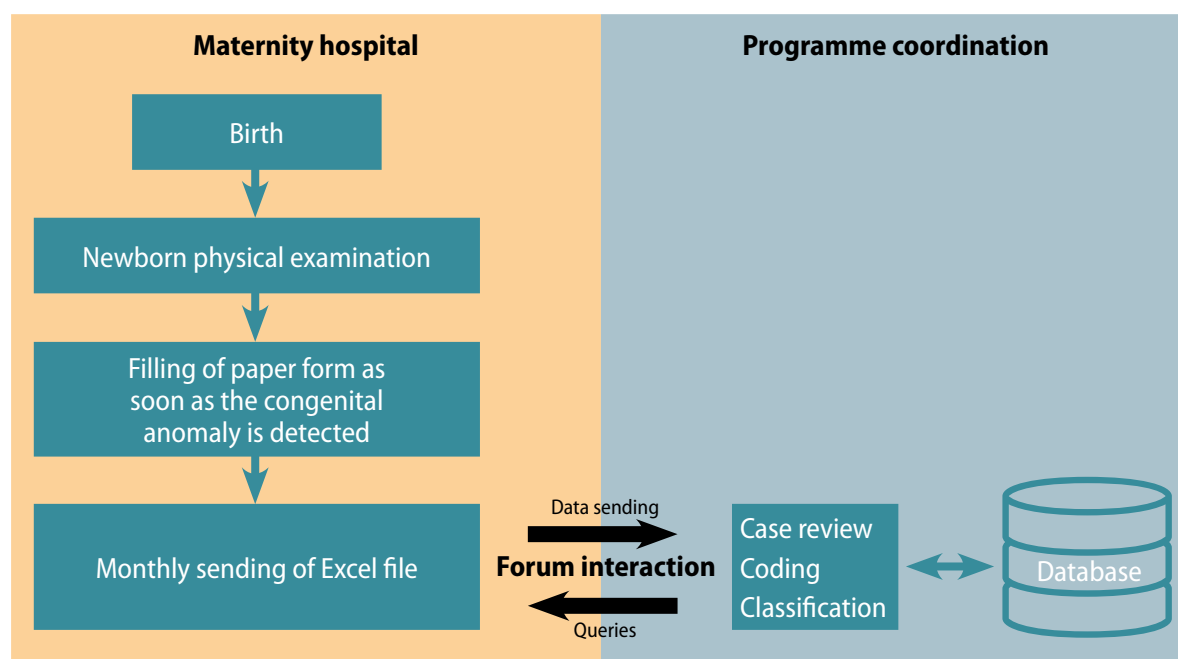 Maternity hospital
Programme coordination
Birth
Newborn physical examination
Filling of paper form as
soon as the congenital
anomaly is detected
Monthly sending of Excel file
Data sending
Forum interaction
Queries
Case review
Coding
Classification
Database